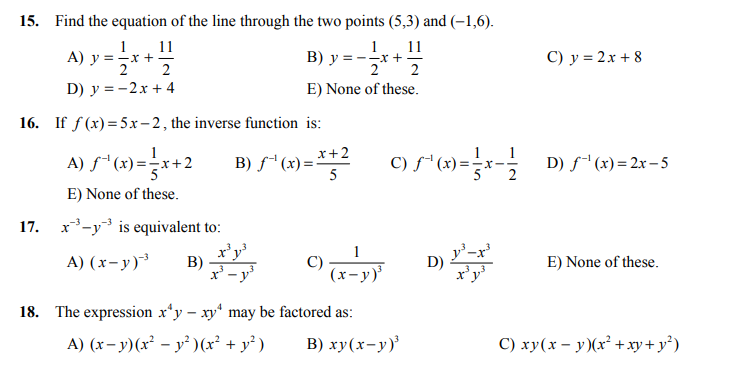 15. Find the equation of the line through the two points (5,3) and (−1,6).
A) y = 1/2 x + 11/2 B) y = −1/2 x + 11/2 C) y = 2x + 8
D) y = −2x + 4 E) None of these.
16. If f(x) = 5x − 2, the inverse function is:
A) f⁻¹(x) = 1/5 x + 2 B) f⁻¹(x) = (x+2)/5 C) f⁻¹(x) = 1/5 x − 1/2 D) f⁻¹(x) = 2x − 5
E) None of these.
17. x⁻³ − y⁻³ is equivalent to:
A) (x − y)⁻³ B) x³y³/(x³ − y³) C) 1/(x − y)³ D) (y³ − x³)/(x³y³) E) None of these.
18. The expression x⁴y − xy⁴ may be factored as:
A) (x − y)(x² − y²)(x² + y²) B) xy(x − y)³ C) xy(x − y)(x² + xy + y²)